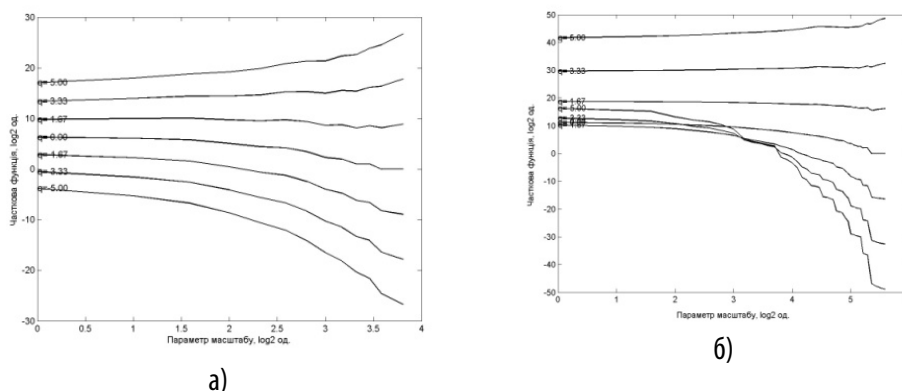 30
20
10
0
-10
-20
-30
0
0.5
1
1.5
2
2.5
3
3.5
4
Часткова функція, log2 од.
Параметр масштабу, log2 од.
q=-5.00
q=-3.33
q=-1.67
q=0.00
q=1.67
q=3.33
q=5.00
а)
50
40
30
20
10
0
-10
-20
-30
-40
-50
0
1
2
3
4
5
Часткова функція, log2 од.
Параметр масштабу, log2 од.
q=-5.00
q=-3.33
q=-1.67
б)